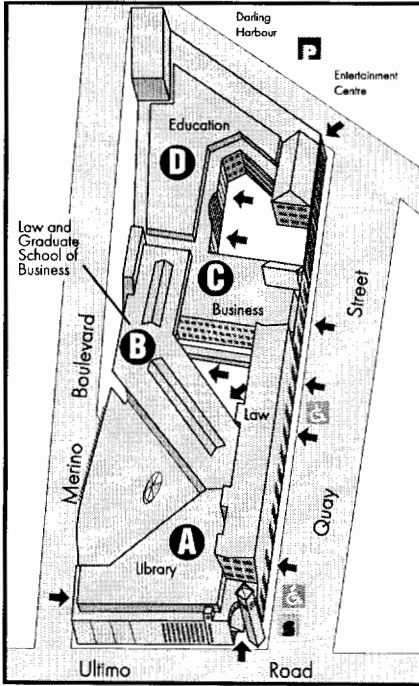 Darling
Harbour
P
Entertainment
Centre
Education
D
Law and
Graduate
School of
Business
C
Business
Street
B
Boulevard
Law
Merino
Quay
A
Library
S
Ultimo
Road